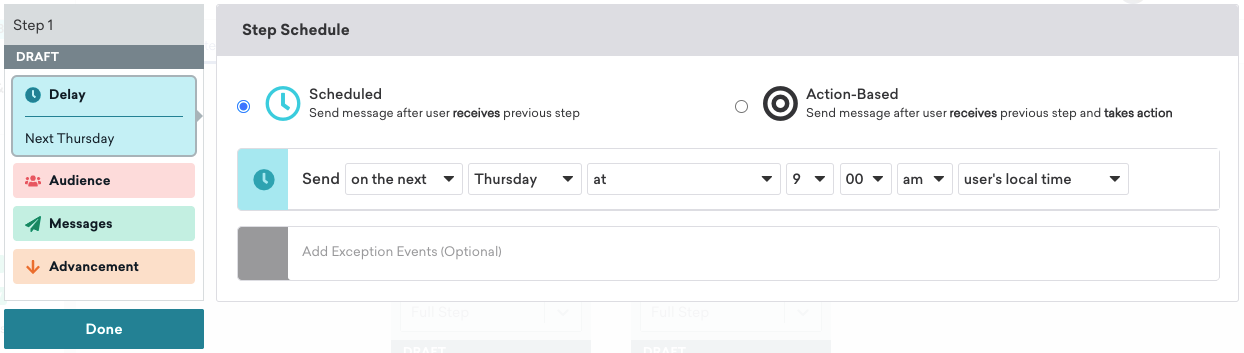 Step 1
DRAFT
Delay
Next Thursday
Audience
Messages
Advancement
Done
Step Schedule
Scheduled
Send message after user receives previous step
Action-Based
Send message after user receives previous step and takes action
Send on the next Thursday at 9 00 am user's local time
Add Exception Events (Optional)
Full Step Full Step
DRAFT DRAFT